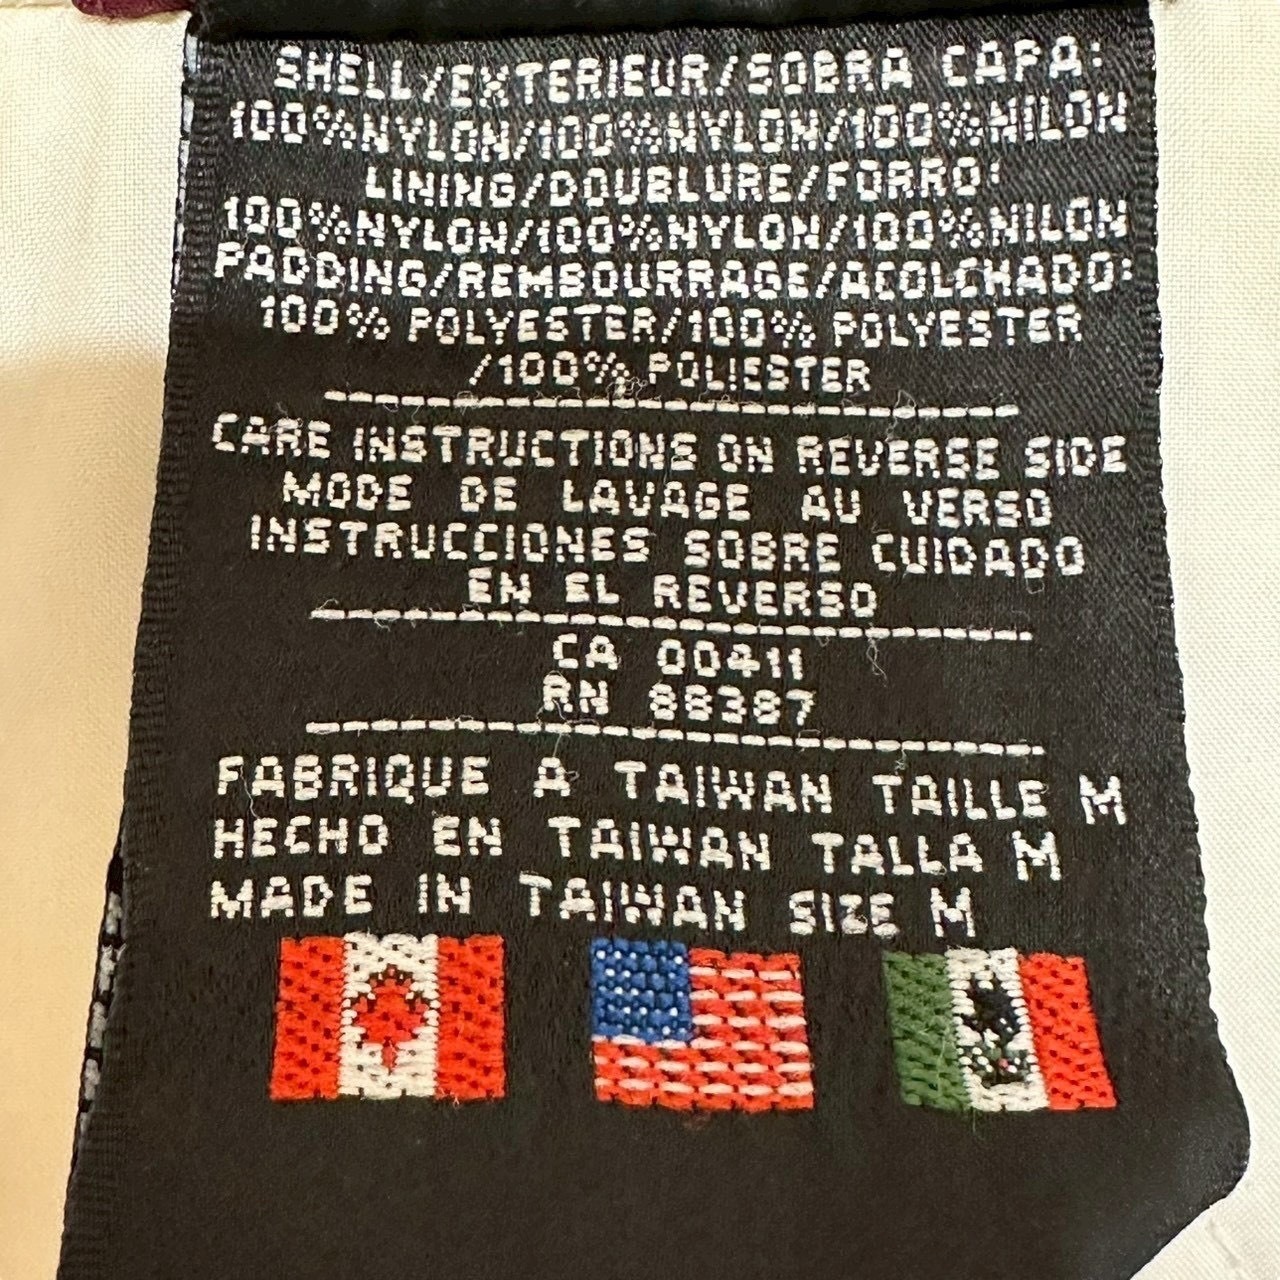 SHELL/EXTERIEUR/SOBRA CAPA:
100%NYLON/100%NYLON/100%NILON
LINING/DOUBLURE/FORRO:
100%NYLON/100%NYLON/100%NILON
PADDING/REMBOURRAGE/ACOLCHADO:
100% POLYESTER/100% POLYESTER
/100% POLIESTER
CARE INSTRUCTIONS ON REVERSE SIDE
MODE DE LAVAGE AU VERSO
INSTRUCCIONES SOBRE CUIDADO
EN EL REVERSO
CA 00411
RN 88387
FABRIQUE A TAIWAN TAILLE M
HECHO EN TAIWAN TALLA M
MADE IN TAIWAN SIZE M